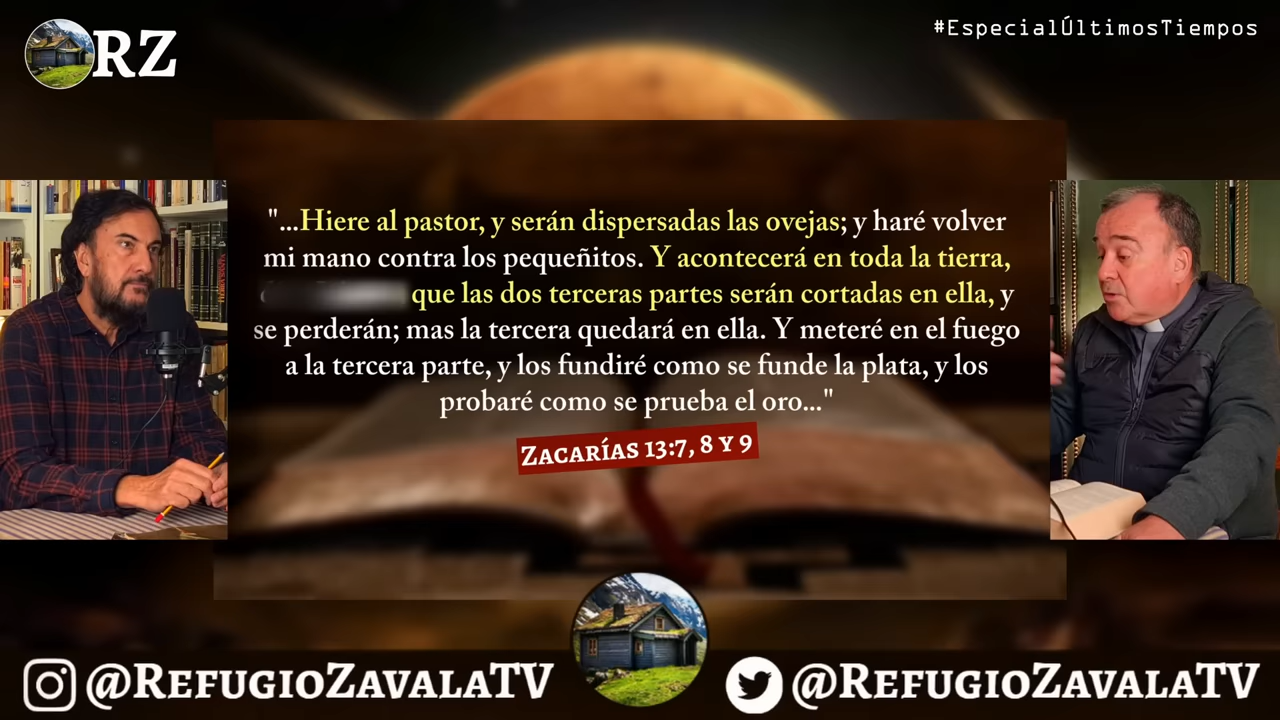 RZ
#EspecialÚltimosTiempos
"...Hiere al pastor, y serán dispersadas las ovejas; y haré volver
mi mano contra los pequeñitos. Y acontecerá en toda la tierra,
que las dos terceras partes serán cortadas en ella, y
se perderán; mas la tercera quedará en ella. Y meteré en el fuego
a la tercera parte, y los fundiré como se funde la plata, y los
probaré como se prueba el oro..."
Zacarías 13:7, 8 y 9
@RefugioZavalaTV
@RefugioZavalaTV